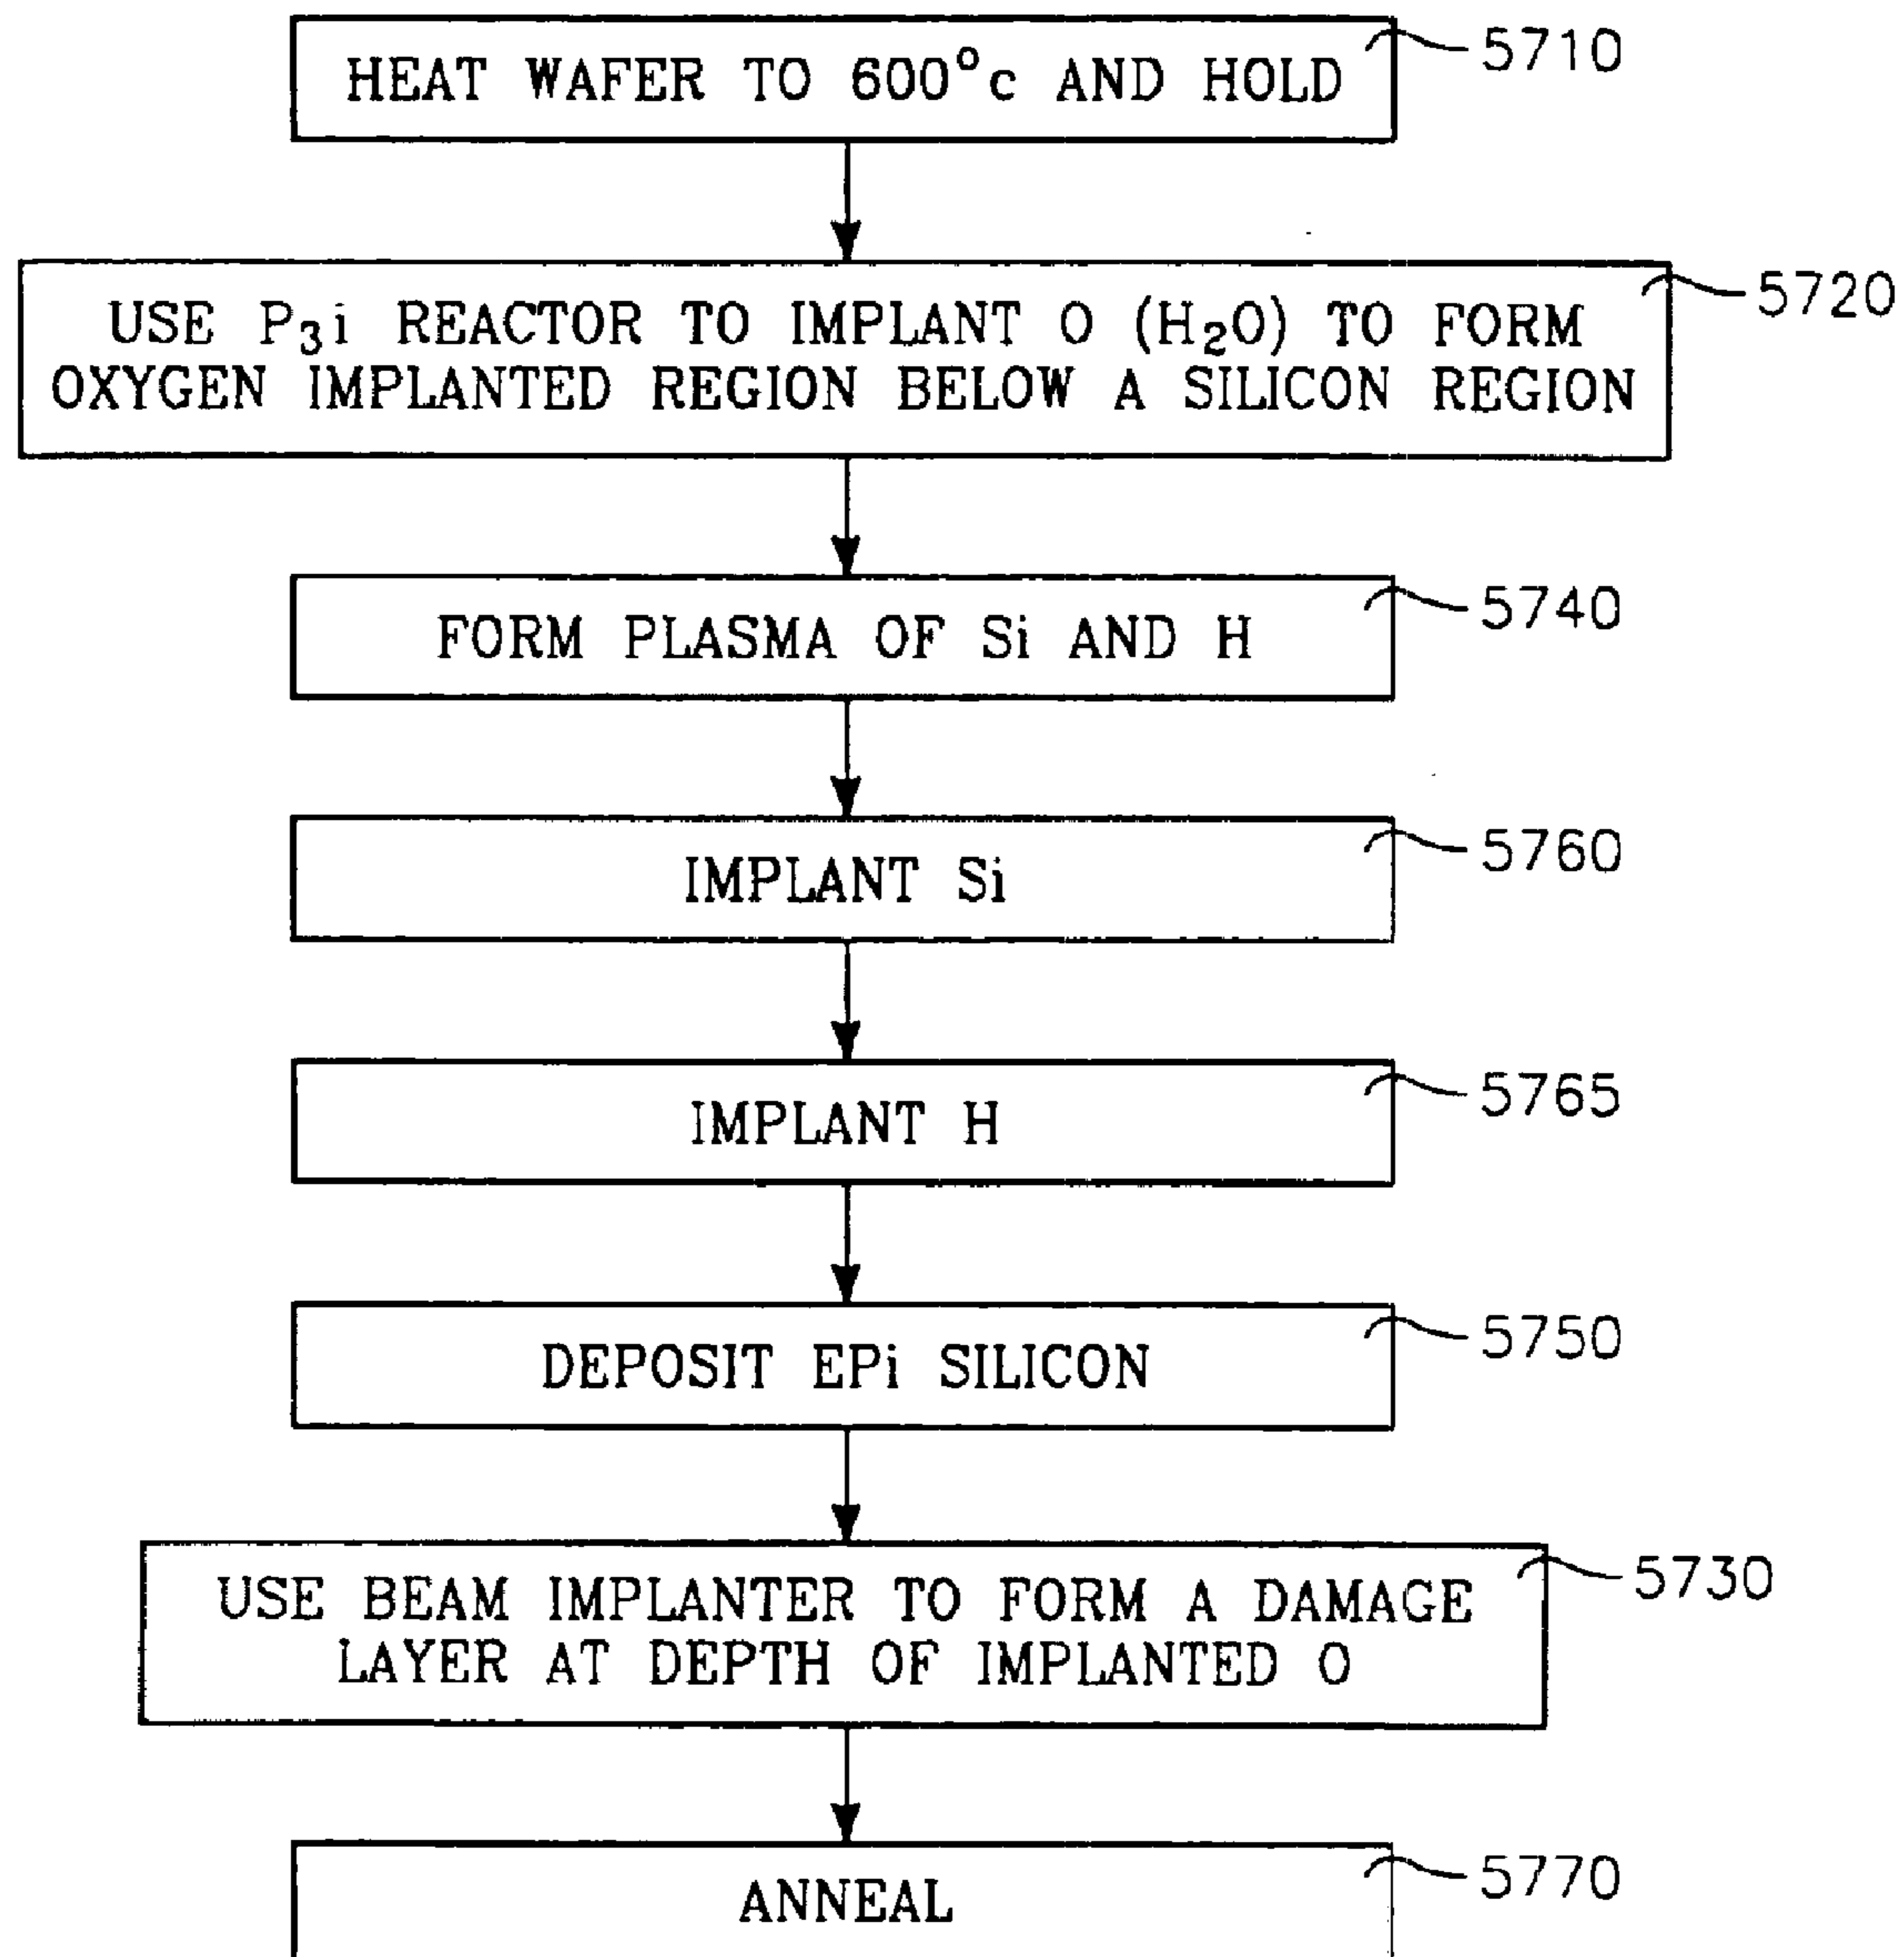 HEAT WAFER TO 600°c AND HOLD
5710
USE P₃i REACTOR TO IMPLANT O (H₂O) TO FORM
OXYGEN IMPLANTED REGION BELOW A SILICON REGION
5720
FORM PLASMA OF Si AND H
5740
IMPLANT Si
5760
IMPLANT H
5765
DEPOSIT EPi SILICON
5750
USE BEAM IMPLANTER TO FORM A DAMAGE
LAYER AT DEPTH OF IMPLANTED O
5730
ANNEAL
5770